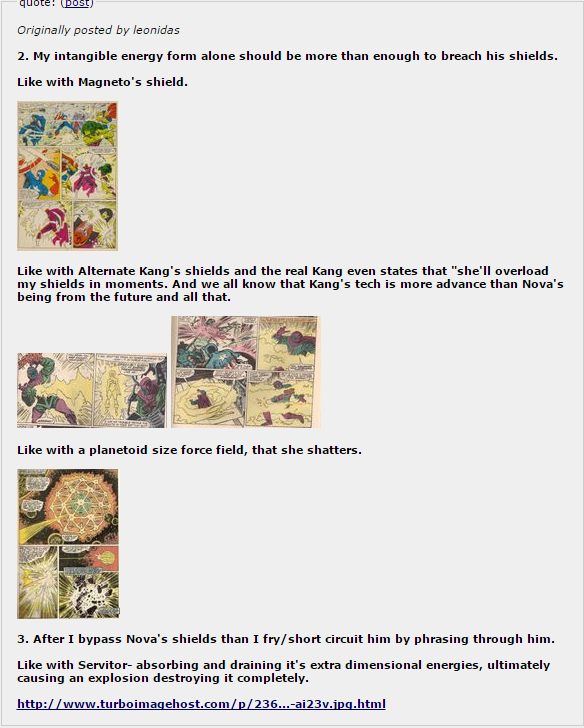 quote: (post)
Originally posted by leonidas
2. My intangible energy form alone should be more than enough to breach his shields.
Like with Magneto's shield.
Like with Alternate Kang's shields and the real Kang even states that "she'll overload
my shields in moments. And we all know that Kang's tech is more advance than Nova's
being from the future and all that.
Like with a planetoid size force field, that she shatters.
3. After I bypass Nova's shields than I fry/short circuit him by phrasing through him.
Like with Servitor- absorbing and draining it's extra dimensional energies, ultimately
causing an explosion destroying it completely.
http://www.turboimagehost.com/p/236...-ai23v.jpg.html